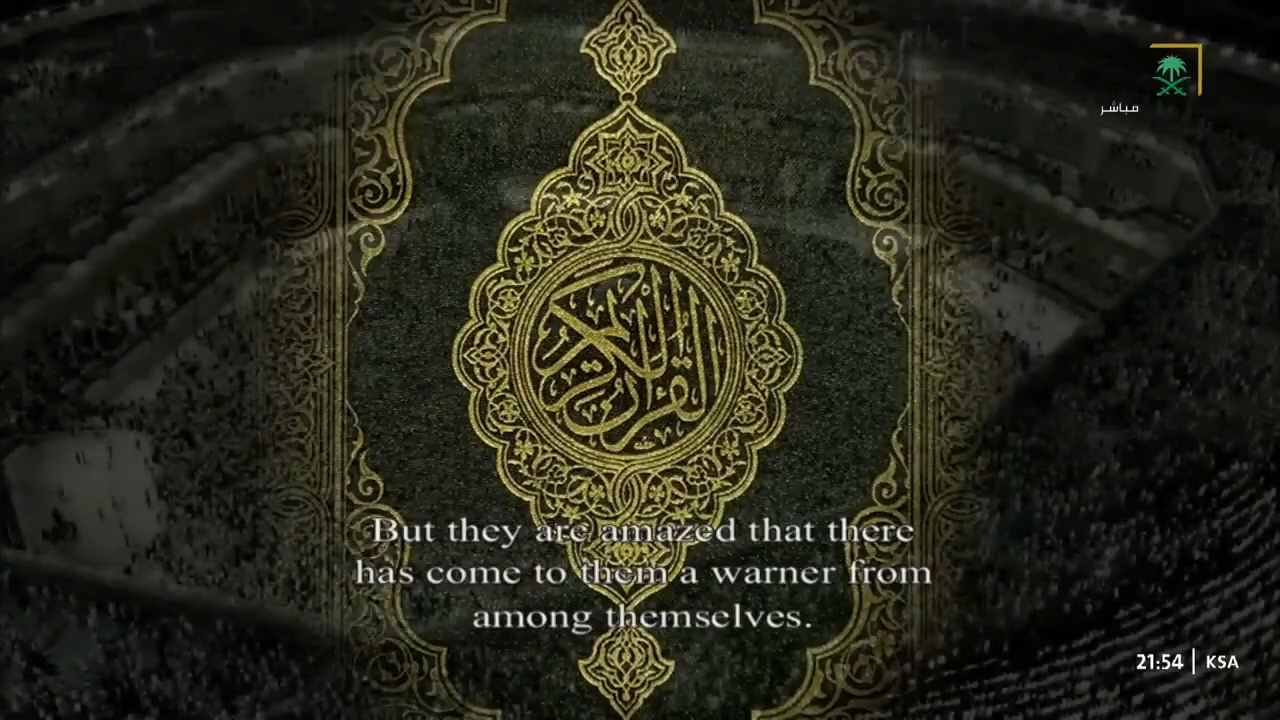 مباشر
القرآن الكريم
But they are amazed that there
has come to them a warner from
among themselves.
21:54 | KSA